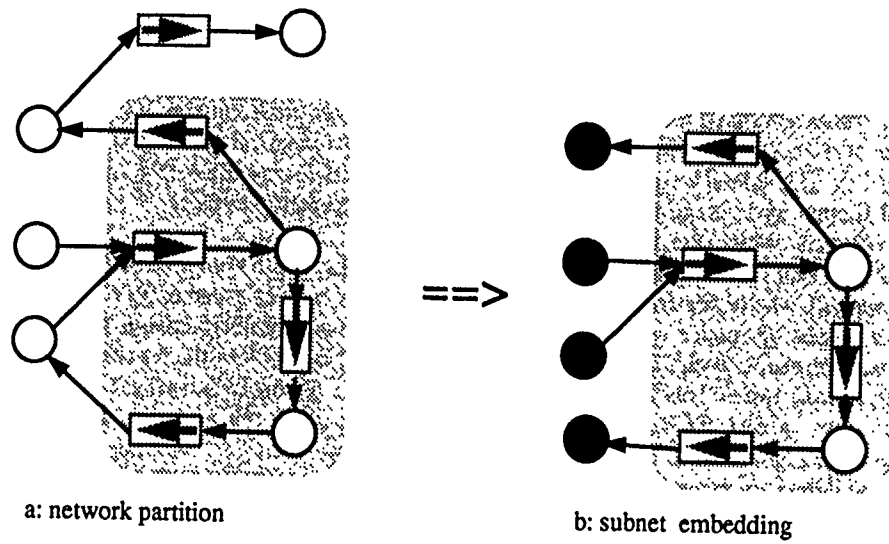 ==>
a: network partition
b: subnet embedding